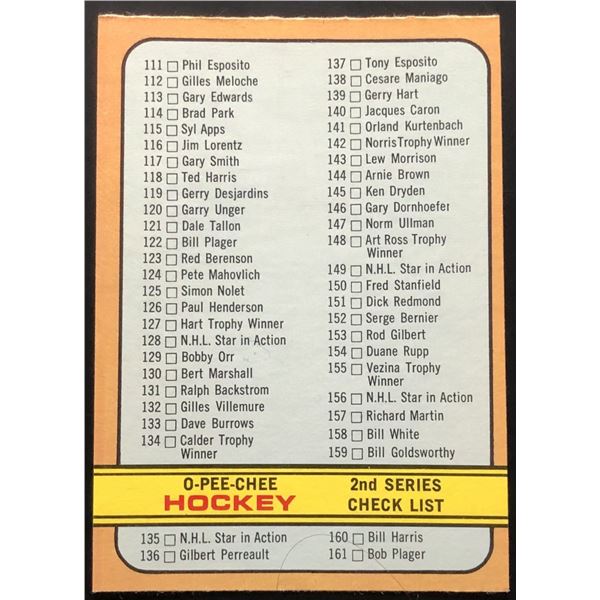 111 Phil Esposito
112 Gilles Meloche
113 Gary Edwards
114 Brad Park
115 Syl Apps
116 Jim Lorentz
117 Gary Smith
118 Ted Harris
119 Gerry Desjardins
120 Garry Unger
121 Dale Tallon
122 Bill Plager
123 Red Berenson
124 Pete Mahovlich
125 Simon Nolet
126 Paul Henderson
127 Hart Trophy Winner
128 N.H.L. Star in Action
129 Bobby Orr
130 Bert Marshall
131 Ralph Backstrom
132 Gilles Villemure
133 Dave Burrows
134 Calder Trophy
Winner
137 Tony Esposito
138 Cesare Maniago
139 Gerry Hart
140 Jacques Caron
141 Orland Kurtenbach
142 Norris Trophy Winner
143 Lew Morrison
144 Arnie Brown
145 Ken Dryden
146 Gary Dornhoefer
147 Norm Ullman
148 Art Ross Trophy
Winner
149 N.H.L. Star in Action
150 Fred Stanfield
151 Dick Redmond
152 Serge Bernier
153 Rod Gilbert
154 Duane Rupp
155 Vezina Trophy
Winner
156 N.H.L. Star in Action
157 Richard Martin
158 Bill White
159 Bill Goldsworthy
O-PEE-CHEE
HOCKEY
2nd SERIES
CHECK LIST
135 N.H.L. Star in Action
136 Gilbert Perreault
160 Bill Harris
161 Bob Plager